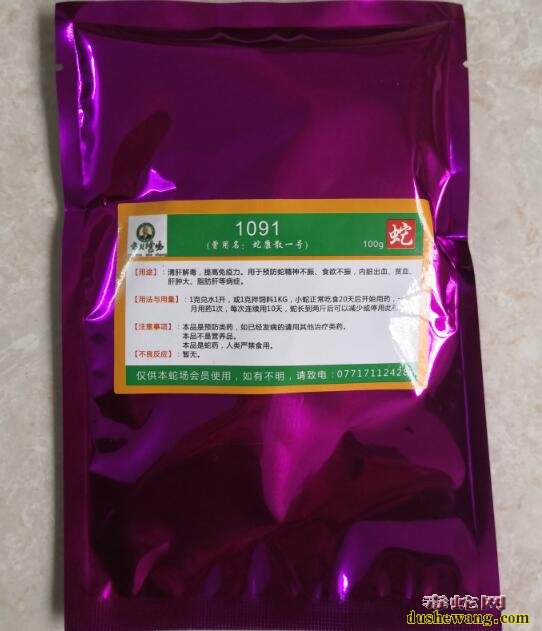 1091
(曾用名：蛇康散一号)
100g
蛇
【用途】：清肝解毒，提高免疫力。用于预防蛇精神不振、食欲不振，内脏出血、贫血、
肝肿大、脂肪肝等病症。
【用法与用量】：1克兑水1升，或1克拌饲料1KG，小蛇正常吃食20天后开始用药，一
月用药1次，每次连续用10天，蛇长到两斤后可以减少或停用此
【注意事项】：本品是预防类药，如已经发病的请用其他治疗类药。
本品不是营养品。
本品是蛇药，人类严禁食用。
【不良反应】：暂无。
仅供本蛇场会员使用，如有不明，请致电：0771711242
毒蛇网
dushewang.com